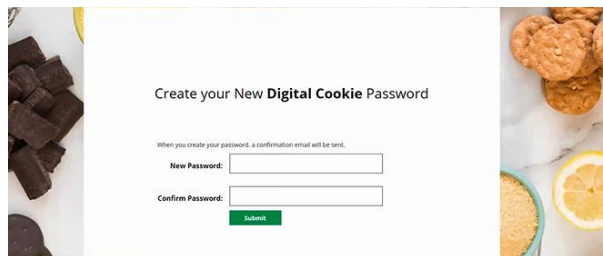 Create your New Digital Cookie Password
When you create your password, a confirmation email will be sent.
New Password:
Confirm Password:
Submit